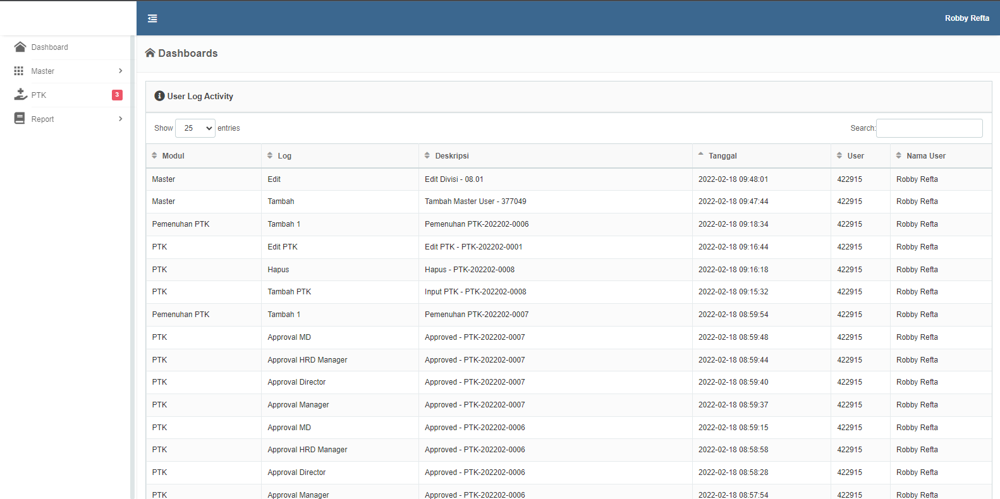 Robby Refta
Dashboard
Master
PTK 3
Report
Dashboards
User Log Activity
Show 25 entries Search:
Modul Log Deskripsi Tanggal User Nama User
Master Edit Edit Divisi - 08.01 2022-02-18 09:48:01 422915 Robby Refta
Master Tambah Tambah Master User - 377049 2022-02-18 09:47:44 422915 Robby Refta
Pemenuhan PTK Tambah 1 Pemenuhan PTK-202202-0006 2022-02-18 09:18:34 422915 Robby Refta
PTK Edit PTK Edit PTK - PTK-202202-0001 2022-02-18 09:16:44 422915 Robby Refta
PTK Hapus Hapus - PTK-202202-0008 2022-02-18 09:16:18 422915 Robby Refta
PTK Tambah PTK Input PTK - PTK-202202-0008 2022-02-18 09:15:32 422915 Robby Refta
Pemenuhan PTK Tambah 1 Pemenuhan PTK-202202-0007 2022-02-18 08:59:54 422915 Robby Refta
PTK Approval MD Approved - PTK-202202-0007 2022-02-18 08:59:48 422915 Robby Refta
PTK Approval HRD Manager Approved - PTK-202202-0007 2022-02-18 08:59:44 422915 Robby Refta
PTK Approval Director Approved - PTK-202202-0007 2022-02-18 08:59:40 422915 Robby Refta
PTK Approval Manager Approved - PTK-202202-0007 2022-02-18 08:59:37 422915 Robby Refta
PTK Approval MD Approved - PTK-202202-0006 2022-02-18 08:59:15 422915 Robby Refta
PTK Approval HRD Manager Approved - PTK-202202-0006 2022-02-18 08:58:58 422915 Robby Refta
PTK Approval Director Approved - PTK-202202-0006 2022-02-18 08:58:28 422915 Robby Refta
PTK Approval Manager Approved - PTK-202202-0006 2022-02-18 08:57:54 422915 Robby Refta